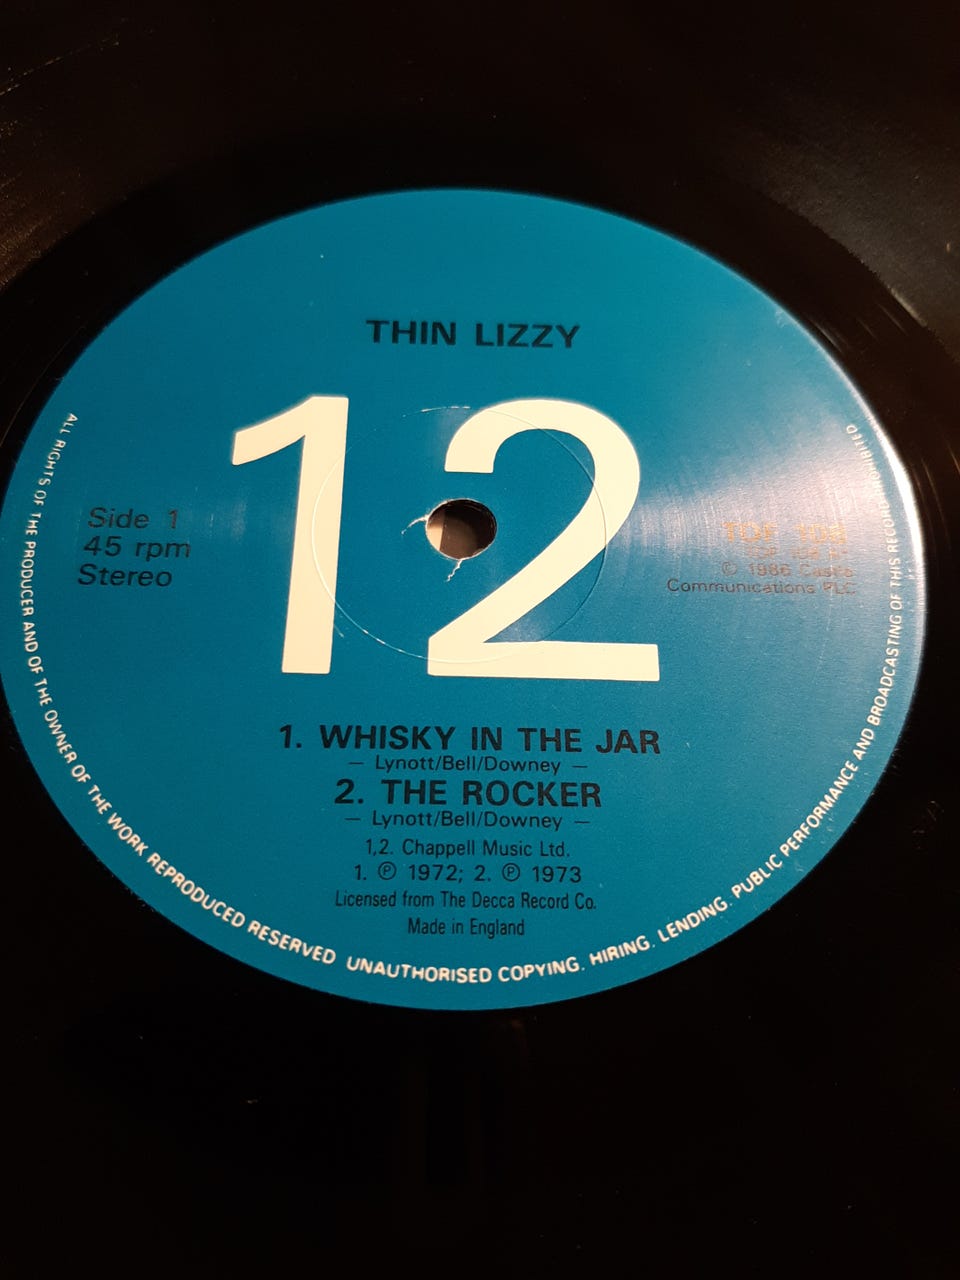 THIN LIZZY
12
Side 1
45 rpm
Stereo
TOF 108
© 1986 Castle
Communications PLC
1. WHISKY IN THE JAR
— Lynott/Bell/Downey —
2. THE ROCKER
— Lynott/Bell/Downey —
1,2. Chappell Music Ltd.
1. ℗ 1972; 2. ℗ 1973
Licensed from The Decca Record Co.
Made in England
ALL RIGHTS OF THE PRODUCER AND OF THE OWNER OF THE WORK REPRODUCED RESERVED UNAUTHORISED COPYING. HIRING. LENDING. PUBLIC PERFORMANCE AND BROADCASTING OF THIS RECORD PROHIBITED